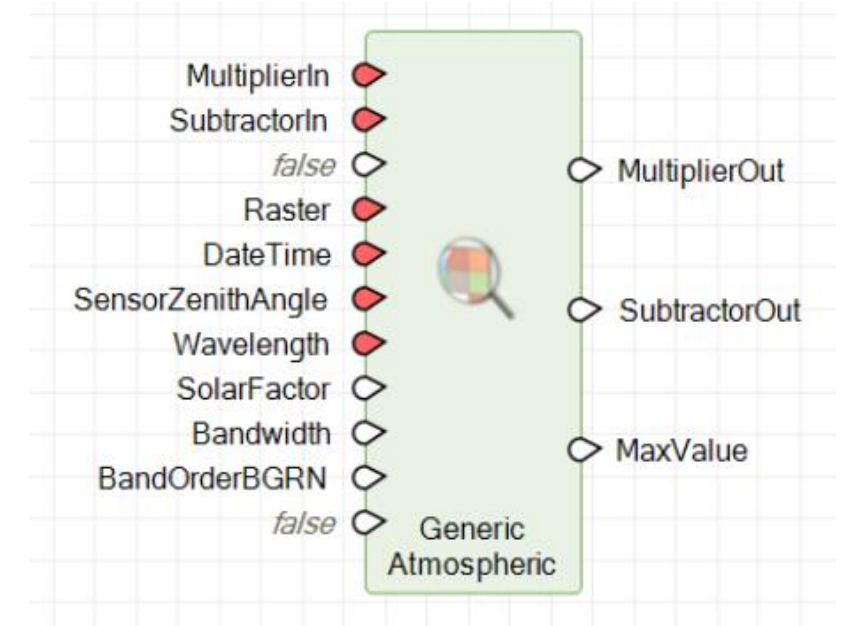 MultiplierIn
SubtractorIn
false
Raster
DateTime
SensorZenithAngle
Wavelength
SolarFactor
Bandwidth
BandOrderBGRN
false
MultiplierOut
SubtractorOut
MaxValue
Generic
Atmospheric